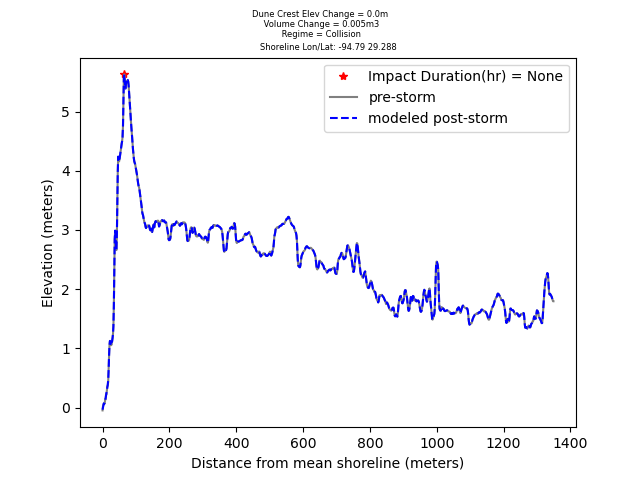 Dune Crest Elev Change = 0.0m
Volume Change = 0.005m3
Regime = Collision
Shoreline Lon/Lat: -94.79 29.288
Impact Duration(hr) = None
pre-storm
modeled post-storm
Elevation (meters)
5
4
3
2
1
0
0 200 400 600 800 1000 1200 1400
Distance from mean shoreline (meters)